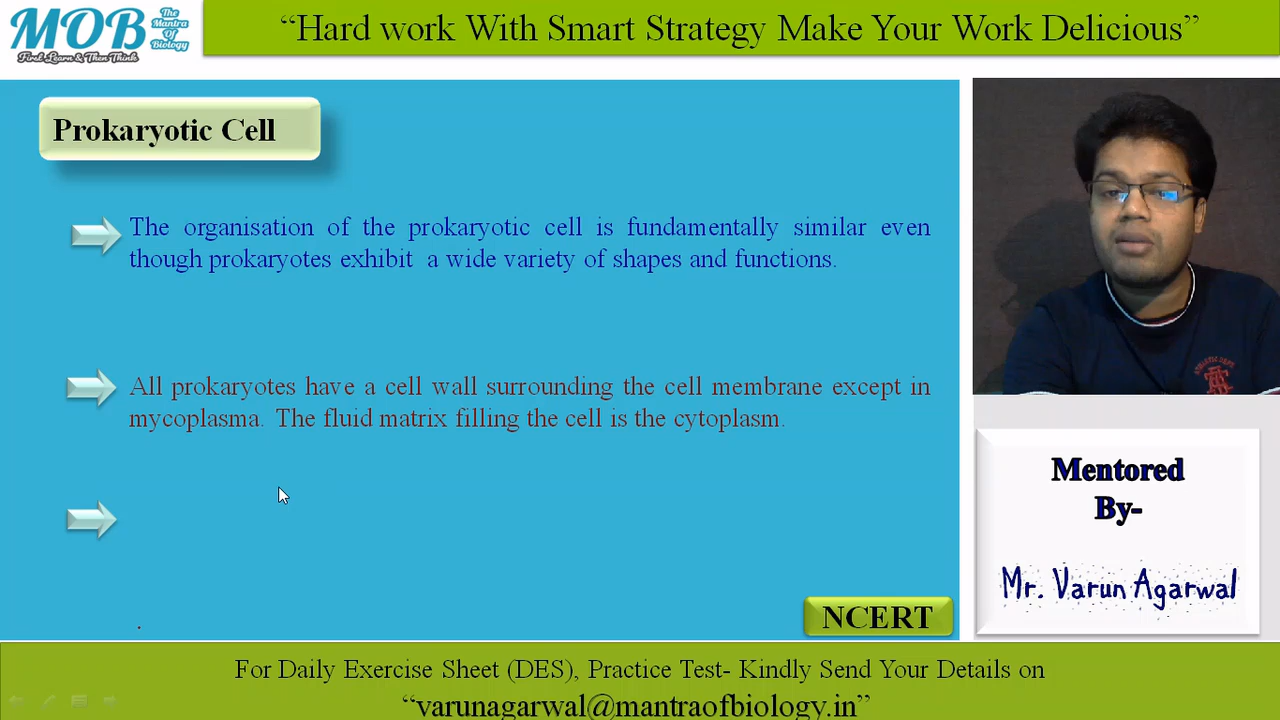 MOB
The
Mantra
Of
Biology
First Learn & Then Think
“Hard work With Smart Strategy Make Your Work Delicious”
Prokaryotic Cell
The organisation of the prokaryotic cell is fundamentally similar even
though prokaryotes exhibit a wide variety of shapes and functions.
All prokaryotes have a cell wall surrounding the cell membrane except in
mycoplasma. The fluid matrix filling the cell is the cytoplasm.
NCERT
ATHLETIC DEPT
Mentored
By-
Mr. Varun Agarwal
For Daily Exercise Sheet (DES), Practice Test- Kindly Send Your Details on
“varunagarwal@mantraofbiology.in”